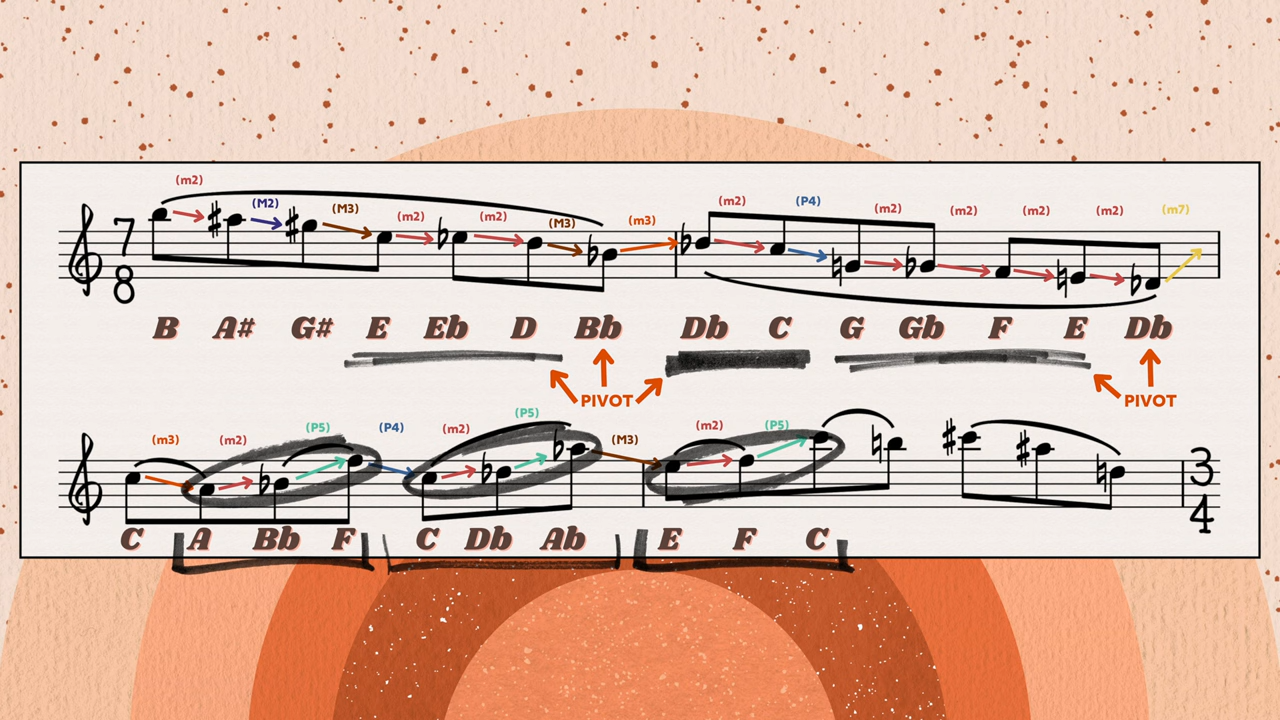 (m2) (M2) (M3) (m2) (m2) (M3) (m3) (m2) (P4) (m2) (m2) (m2) (m2) (m7)
7
8
B A# G# E Eb D Bb Db C G Gb F E Db
PIVOT PIVOT
(m3) (m2) (P5) (P4) (m2) (P5) (M3) (m2) (P5)
3
4
C A Bb F C Db Ab E F C